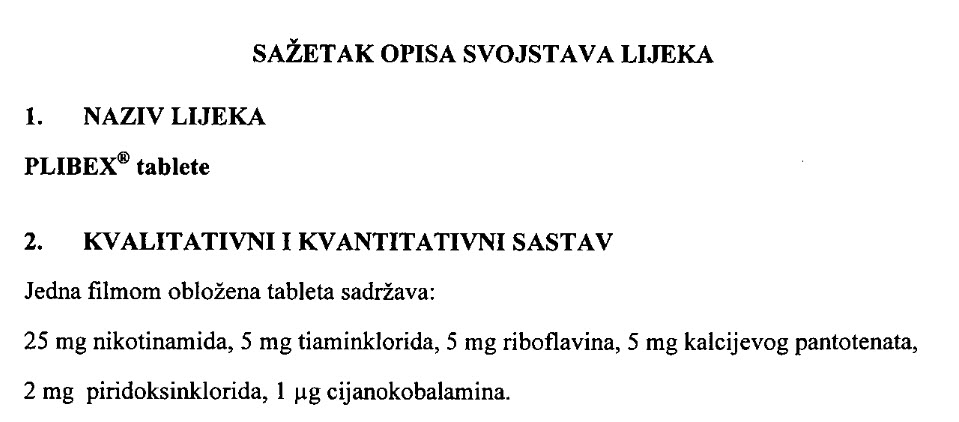 SAŽETAK OPISA SVOJSTAVA LIJEKA
1. NAZIV LIJEKA
PLIBEX® tablete
2. KVALITATIVNI I KVANTITATIVNI SASTAV
Jedna filmom obložena tableta sadržava:
25 mg nikotinamida, 5 mg tiaminklorida, 5 mg riboflavina, 5 mg kalcijevog pantotenata,
2 mg piridoksinklorida, 1 µg cijanokobalamina.